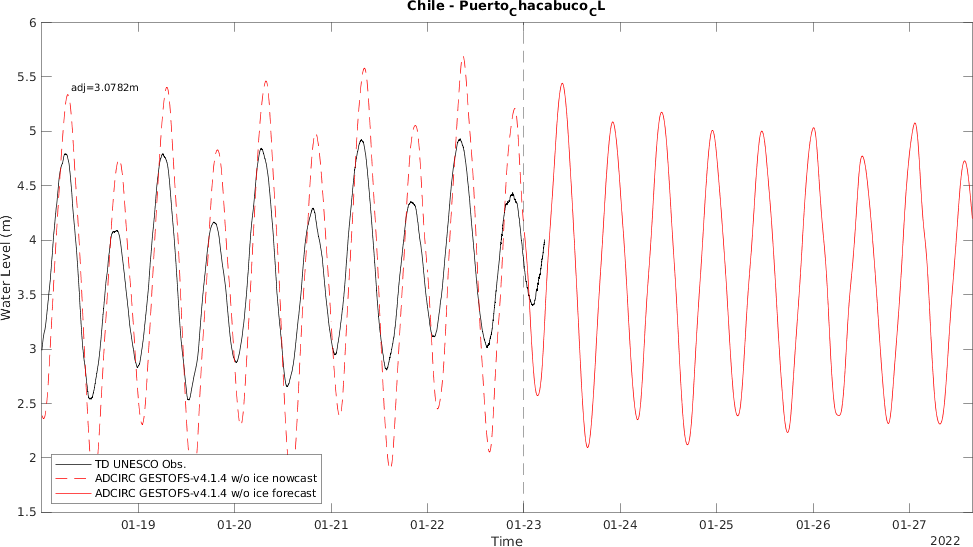 Chile - Puerto_Chacabuco_CL
6
5.5
adj=3.0782m
5
4.5
4
3.5
3
2.5
2
1.5
Water Level (m)
TD UNESCO Obs.
ADCIRC GESTOFS-v4.1.4 w/o ice nowcast
ADCIRC GESTOFS-v4.1.4 w/o ice forecast
01-19 01-20 01-21 01-22 01-23 01-24 01-25 01-26 01-27
Time
2022